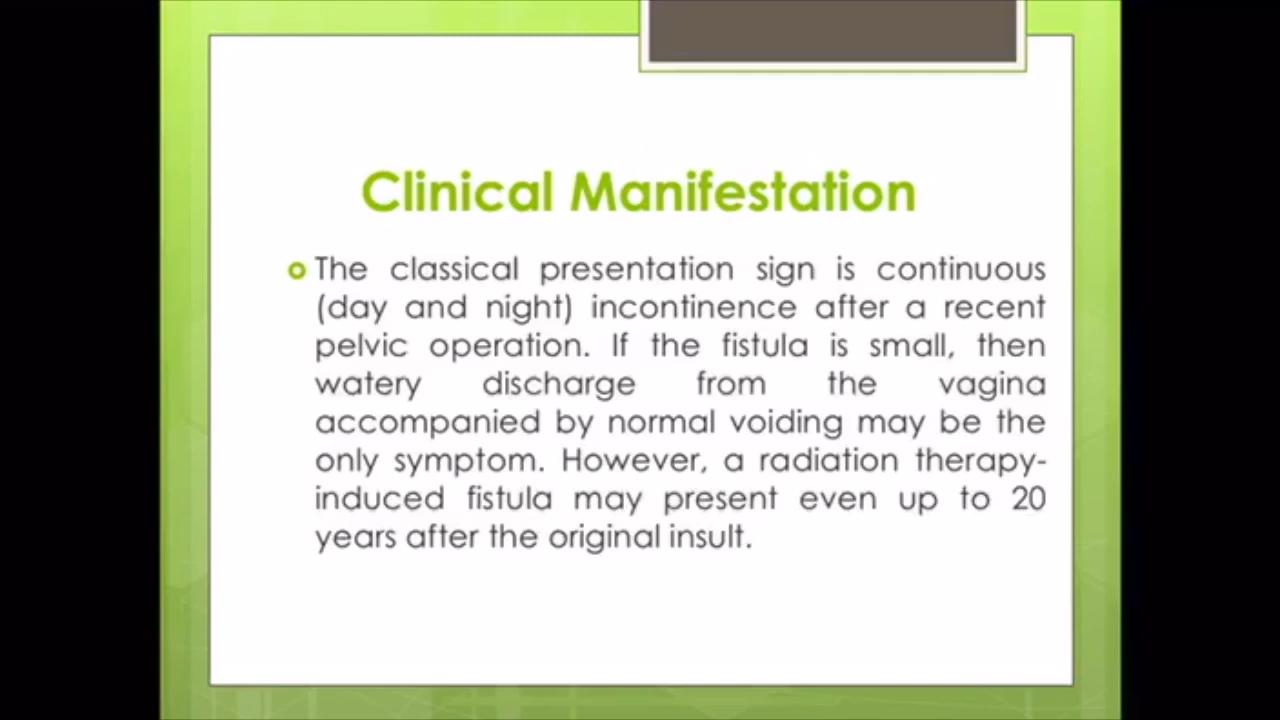 Clinical Manifestation
The classical presentation sign is continuous
(day and night) incontinence after a recent
pelvic operation. If the fistula is small, then
watery discharge from the vagina
accompanied by normal voiding may be the
only symptom. However, a radiation therapy-
induced fistula may present even up to 20
years after the original insult.